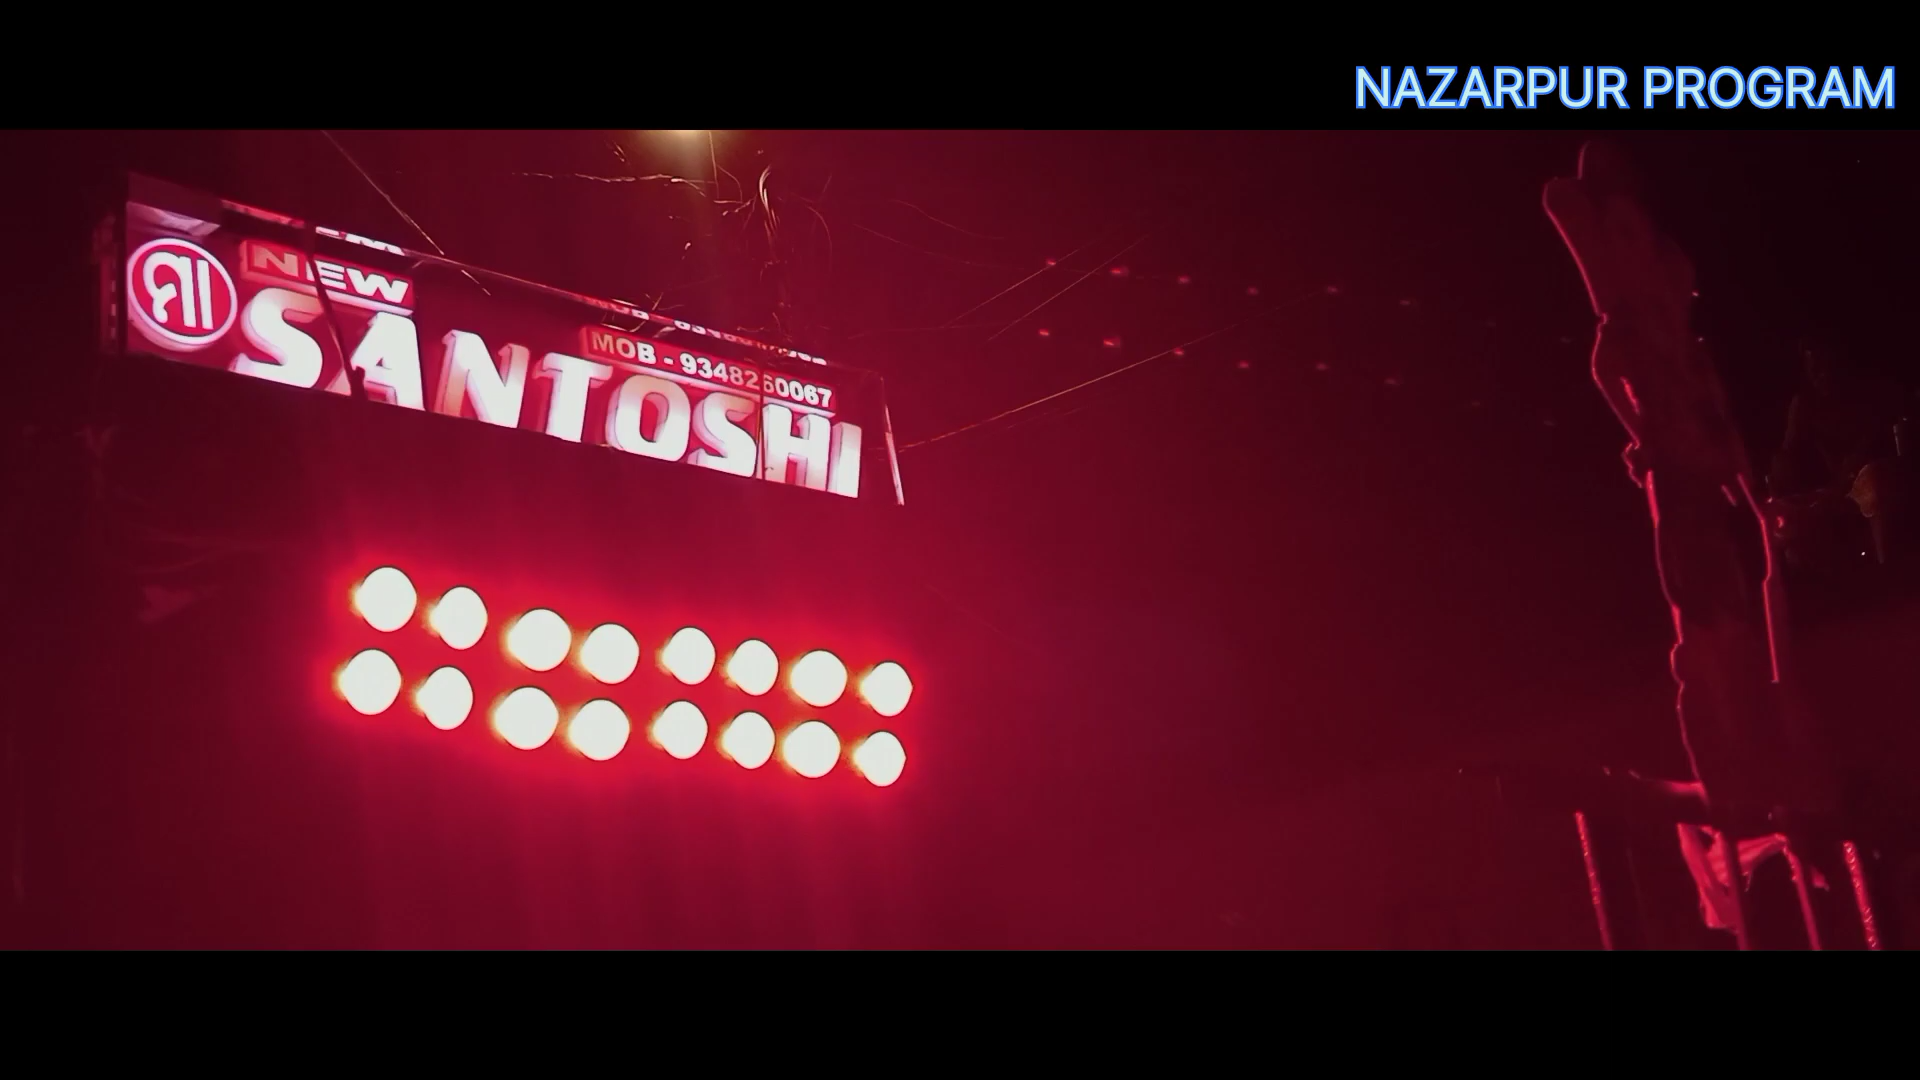 NAZARPUR PROGRAM
ମା
NEW
SANTOSHI
MOB - 9348260067